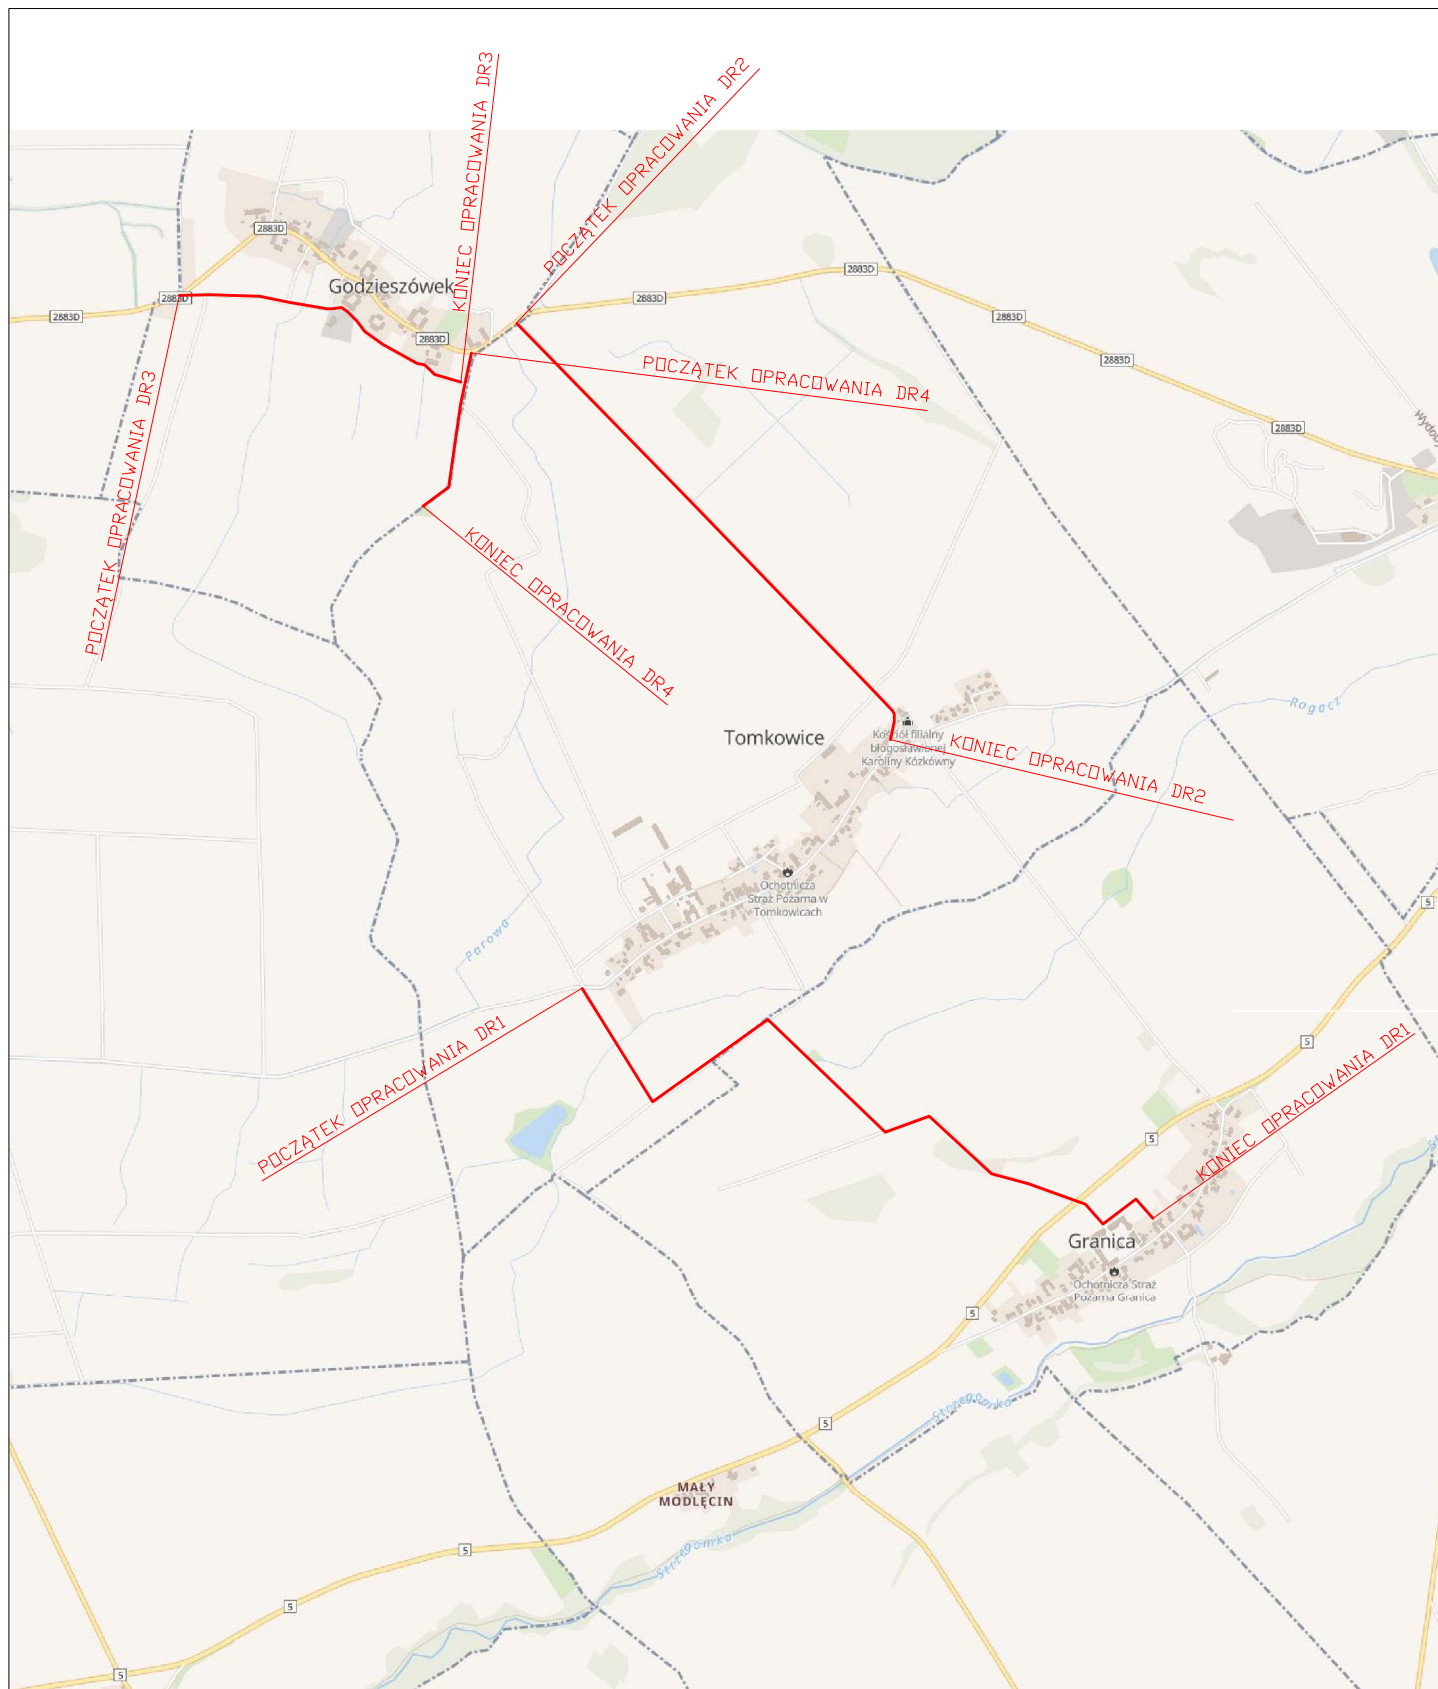 KONIEC OPRACOWANIA DR3
POCZĄTEK OPRACOWANIA DR2
2883D
Godzieszówek
2883D
2883D
2883D
2883D
2883D
2883D
2883D
2883D
POCZĄTEK OPRACOWANIA DR4
POCZĄTEK OPRACOWANIA DR3
KONIEC OPRACOWANIA DR4
Rogacz
Tomkowice
Kościół filialny
błogosławionej
Karoliny Kózkówny
KONIEC OPRACOWANIA DR2
Ochotnicza
Straż Pożarna w
Tomkowicach
5
Parowa
POCZĄTEK OPRACOWANIA DR1
5
KONIEC OPRACOWANIA DR1
5
Granica
Ochotnicza Straż
Pożarna Granica
5
Strzegomka
5
MAŁY
MODLĘCIN
Strzegomka
5
5
5